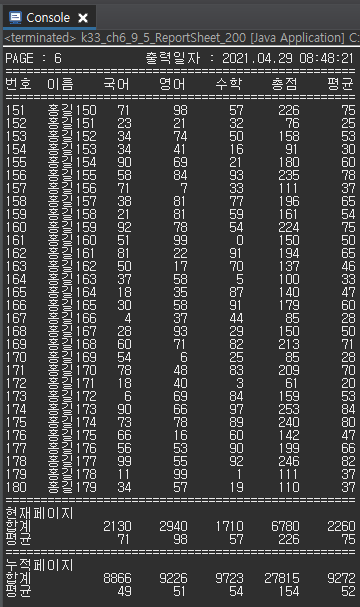 Console
<terminated> k33_ch6_9_5_ReportSheet_200 [Java Application] C:
PAGE : 6 출력일자 : 2021.04.29 08:48:21
==================================================
번호 이름 국어 영어 수학 총점 평균
==================================================
151 홍길150 71 98 57 226 75
152 홍길151 23 21 32 76 25
153 홍길152 34 74 50 158 53
154 홍길153 34 41 16 91 30
155 홍길154 90 69 21 180 60
156 홍길155 58 84 93 235 78
157 홍길156 71 7 33 111 37
158 홍길157 38 81 77 196 65
159 홍길158 21 81 59 161 54
160 홍길159 92 78 54 224 75
161 홍길160 51 99 0 150 50
162 홍길161 81 22 91 194 65
163 홍길162 50 17 70 137 46
164 홍길163 37 58 5 100 33
165 홍길164 18 35 87 140 47
166 홍길165 30 58 91 179 60
167 홍길166 4 37 44 85 28
168 홍길167 28 93 29 150 50
169 홍길168 60 71 82 213 71
170 홍길169 54 6 25 85 28
171 홍길170 78 48 83 209 70
172 홍길171 18 40 3 61 20
173 홍길172 6 69 84 159 53
174 홍길173 90 66 97 253 84
175 홍길174 73 78 89 240 80
176 홍길175 66 16 60 142 47
177 홍길176 56 53 90 199 66
178 홍길177 99 55 92 246 82
179 홍길178 11 99 1 111 37
180 홍길179 34 57 19 110 37
==================================================
현재페이지
합계 2130 2940 1710 6780 2260
평균 71 98 57 226 75
==================================================
누적페이지
합계 8866 9226 9723 27815 9272
평균 49 51 54 154 52